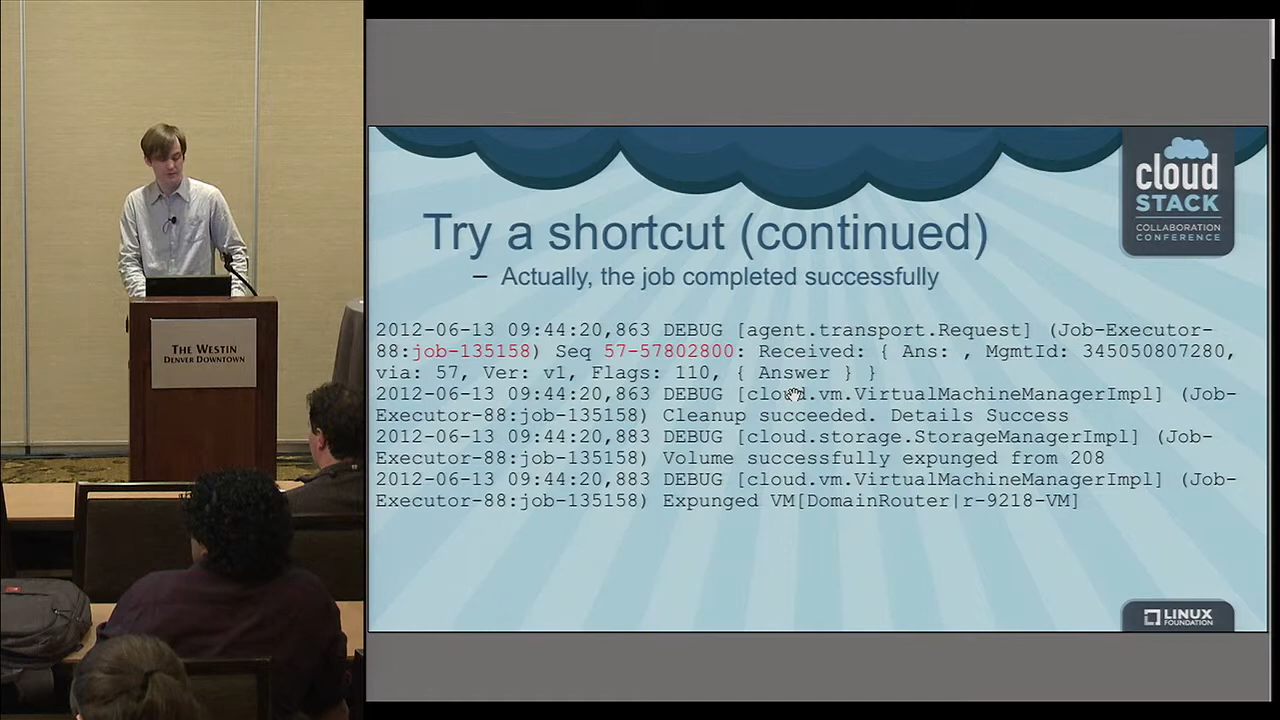 THE WESTIN
DENVER DOWNTOWN
cloud
STACK
COLLABORATION
CONFERENCE
Try a shortcut (continued)
– Actually, the job completed successfully
2012-06-13 09:44:20,863 DEBUG [agent.transport.Request] (Job-Executor-
88:job-135158) Seq 57-57802800: Received: { Ans: , MgmtId: 345050807280,
via: 57, Ver: v1, Flags: 110, { Answer } }
2012-06-13 09:44:20,863 DEBUG [cloud.vm.VirtualMachineManagerImpl] (Job-
Executor-88:job-135158) Cleanup succeeded. Details Success
2012-06-13 09:44:20,883 DEBUG [cloud.storage.StorageManagerImpl] (Job-
Executor-88:job-135158) Volume successfully expunged from 208
2012-06-13 09:44:20,883 DEBUG [cloud.vm.VirtualMachineManagerImpl] (Job-
Executor-88:job-135158) Expunged VM[DomainRouter|r-9218-VM]
LINUX
FOUNDATION